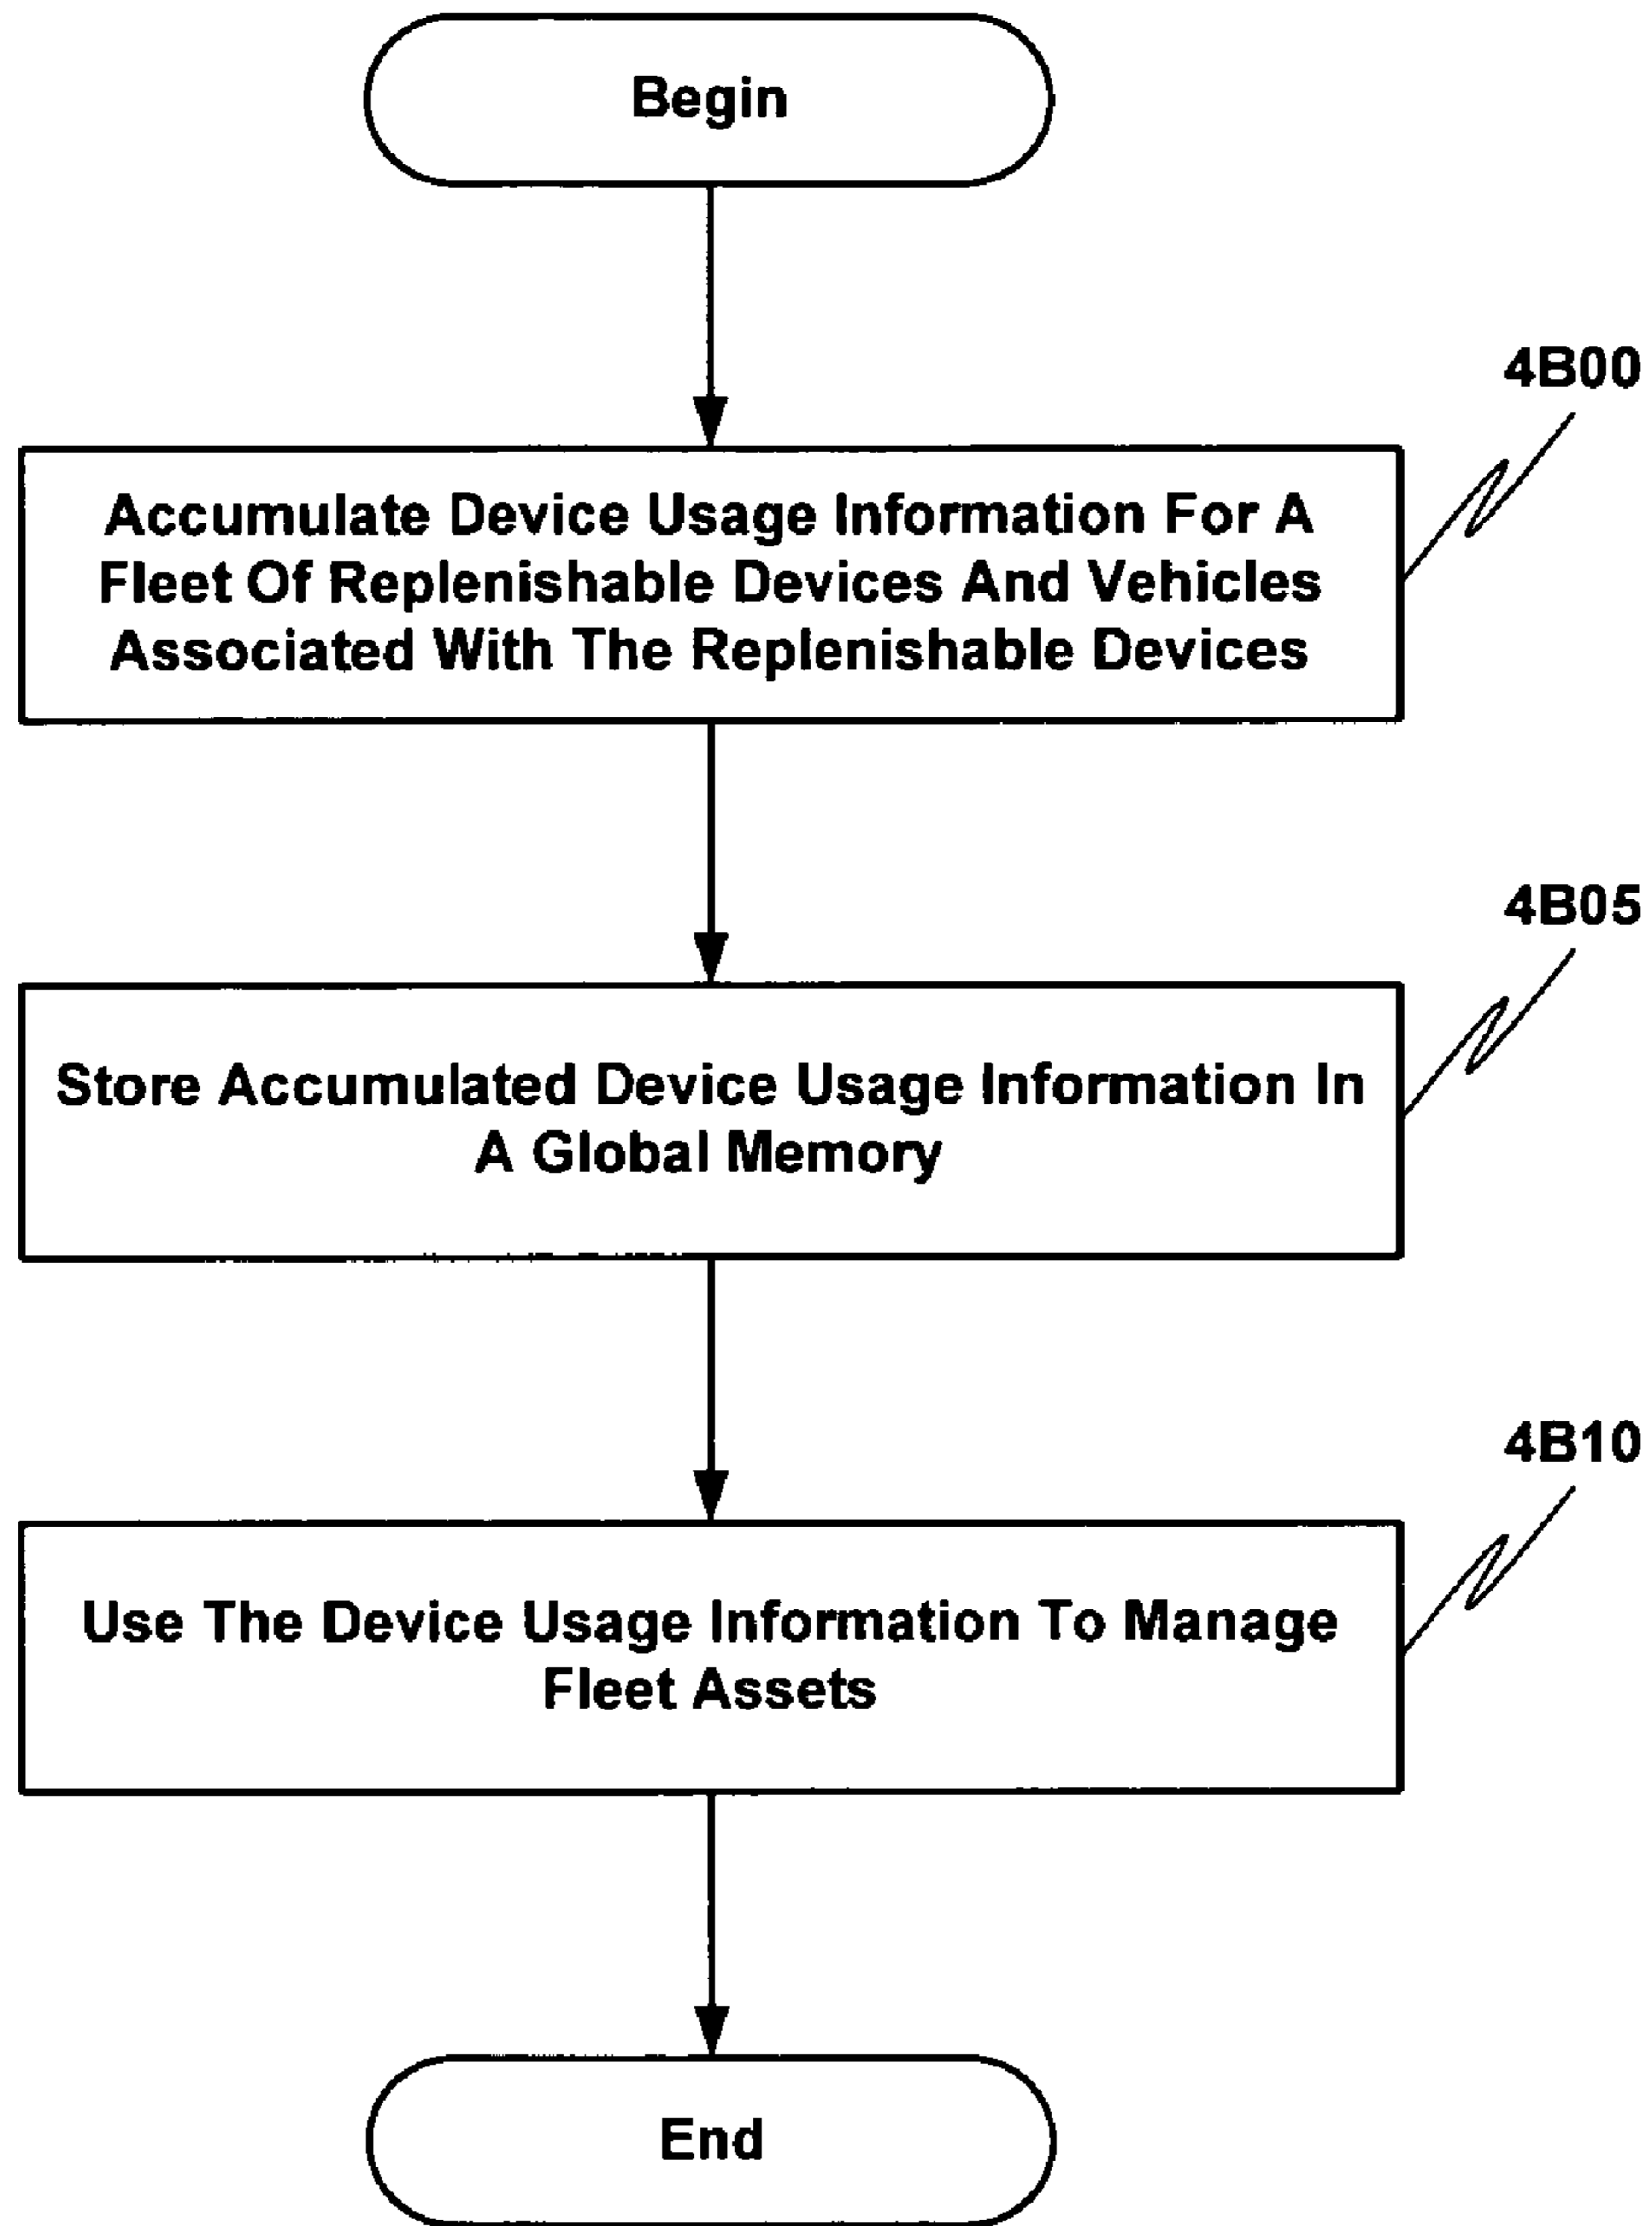 Begin
4B00
Accumulate Device Usage Information For A
Fleet Of Replenishable Devices And Vehicles
Associated With The Replenishable Devices
4B05
Store Accumulated Device Usage Information In
A Global Memory
4B10
Use The Device Usage Information To Manage
Fleet Assets
End